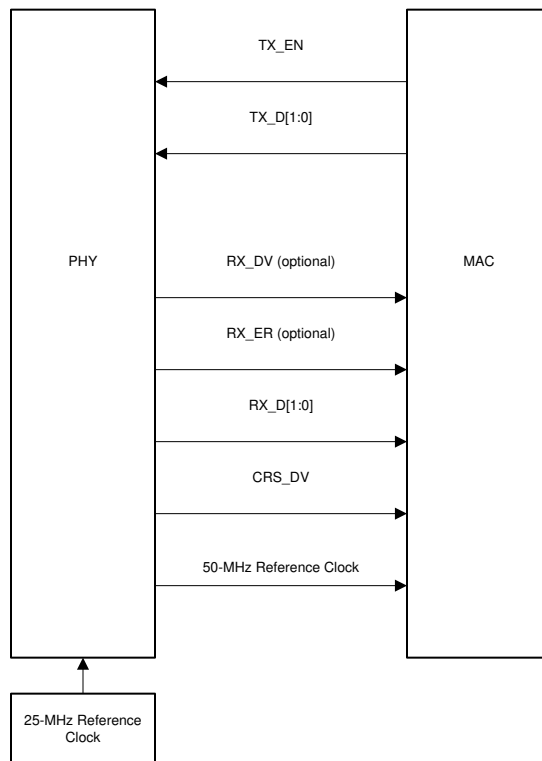 TX_EN
TX_D[1:0]
PHY
RX_DV (optional)
MAC
RX_ER (optional)
RX_D[1:0]
CRS_DV
50-MHz Reference Clock
25-MHz Reference
Clock